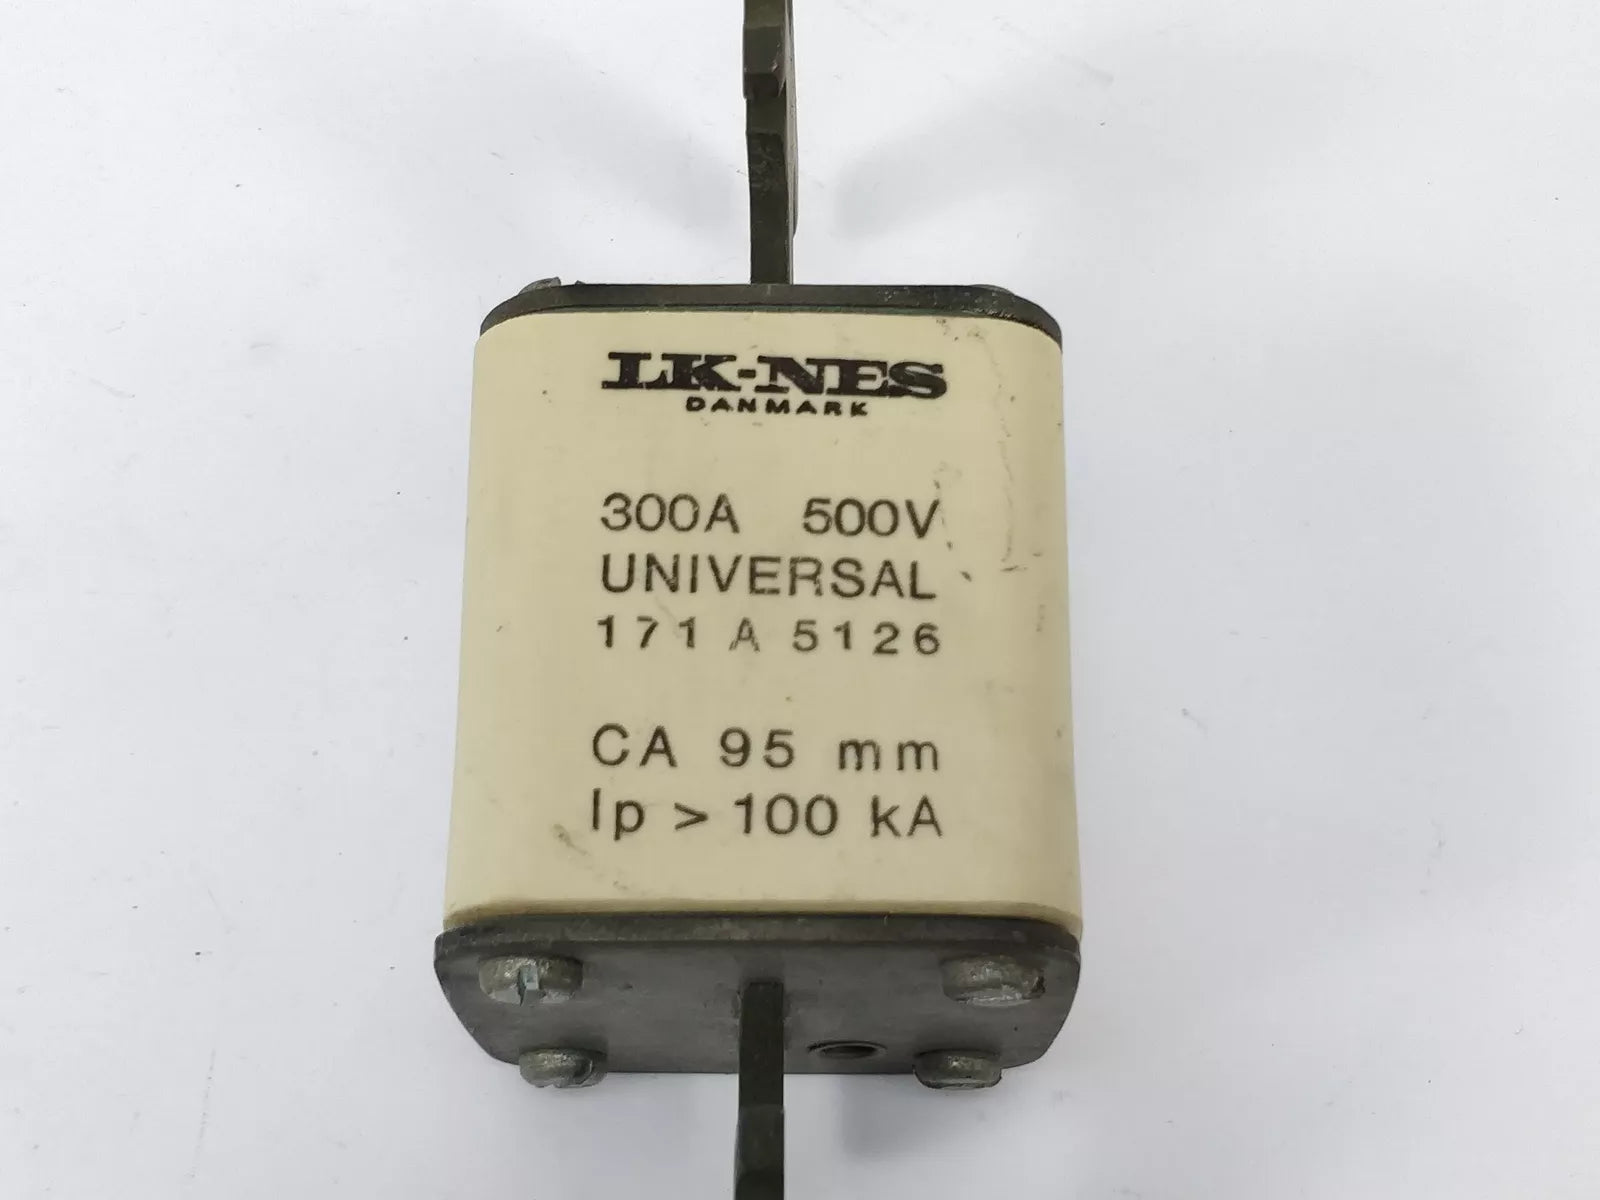 LK-NES
DANMARK
300A 500V
UNIVERSAL
171 A 5126
CA 95 mm
Ip > 100 kA